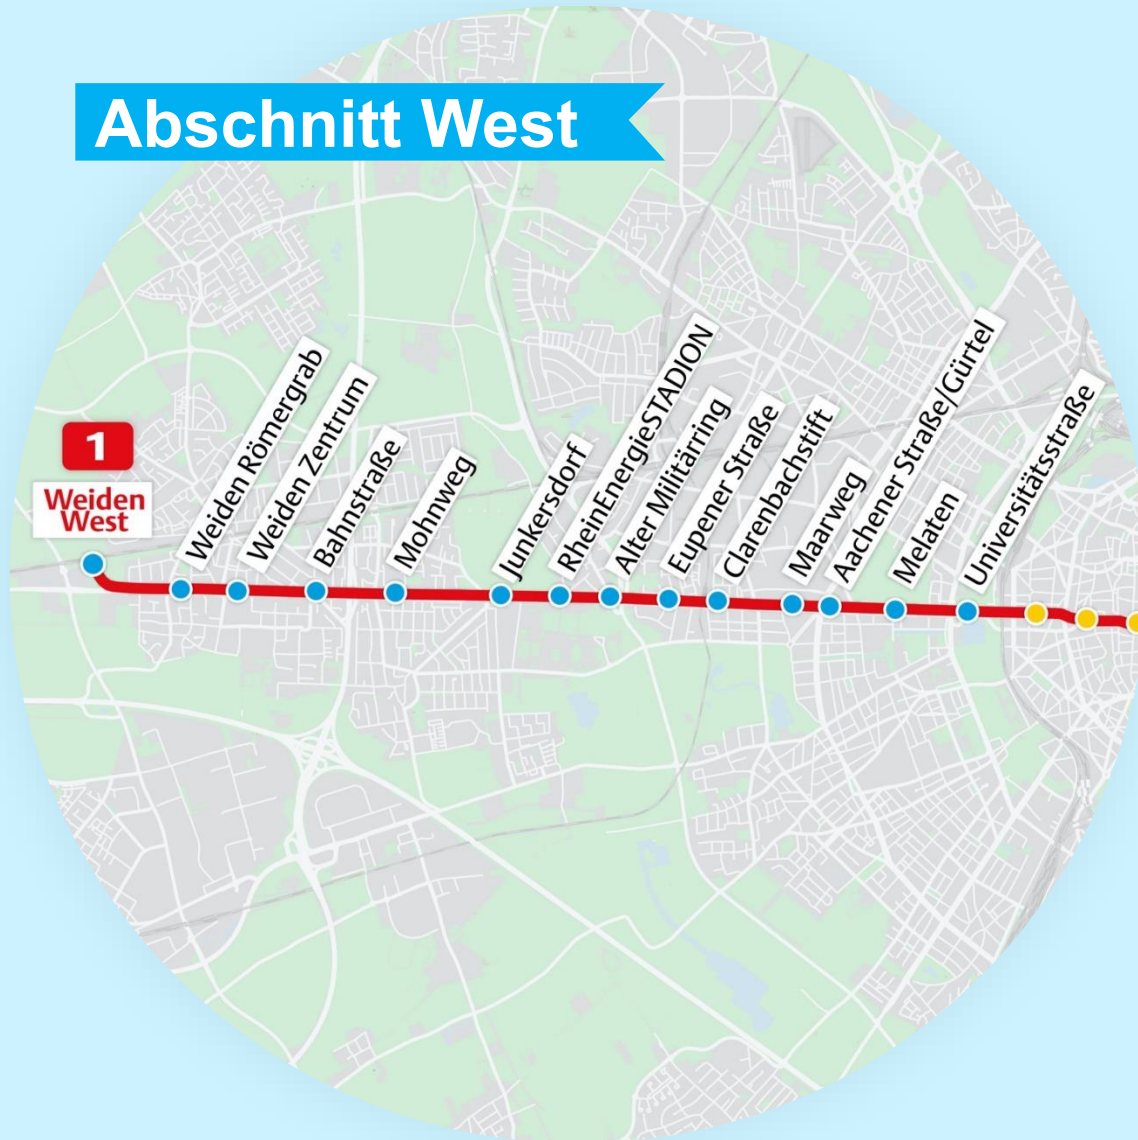 Abschnitt West
1
Weiden
West
Weiden Römergrab
Weiden Zentrum
Bahnstraße
Mohnweg
Junkersdorf
RheinEnergieSTADION
Alter Militärring
Eupener Straße
Clarenbachstift
Maarweg
Aachener Straße/Gürtel
Melaten
Universitätsstraße